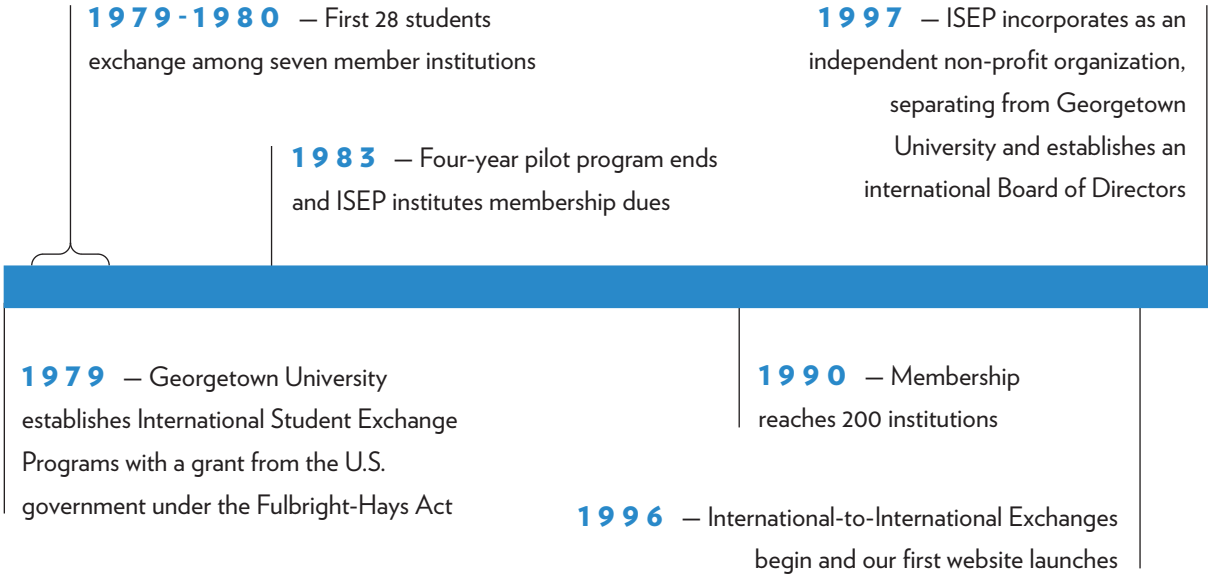 1979-1980 — First 28 students
exchange among seven member institutions
1983 — Four-year pilot program ends
and ISEP institutes membership dues
1997 — ISEP incorporates as an
independent non-profit organization,
separating from Georgetown
University and establishes an
international Board of Directors
1979 — Georgetown University
establishes International Student Exchange
Programs with a grant from the U.S.
government under the Fulbright-Hays Act
1990 — Membership
reaches 200 institutions
1996 — International-to-International Exchanges
begin and our first website launches